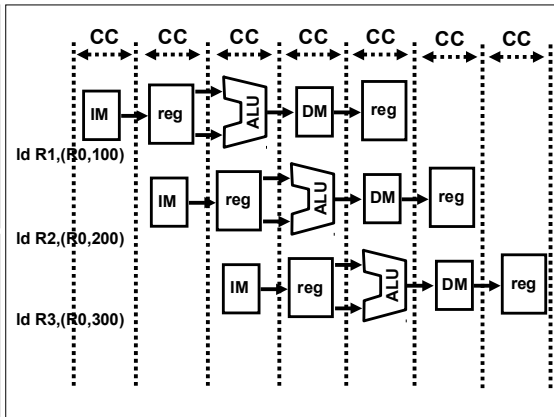 CC CC CC CC CC CC CC
IM reg ALU DM reg
ld R1,(R0,100)
IM reg ALU DM reg
ld R2,(R0,200)
IM reg ALU DM reg
ld R3,(R0,300)